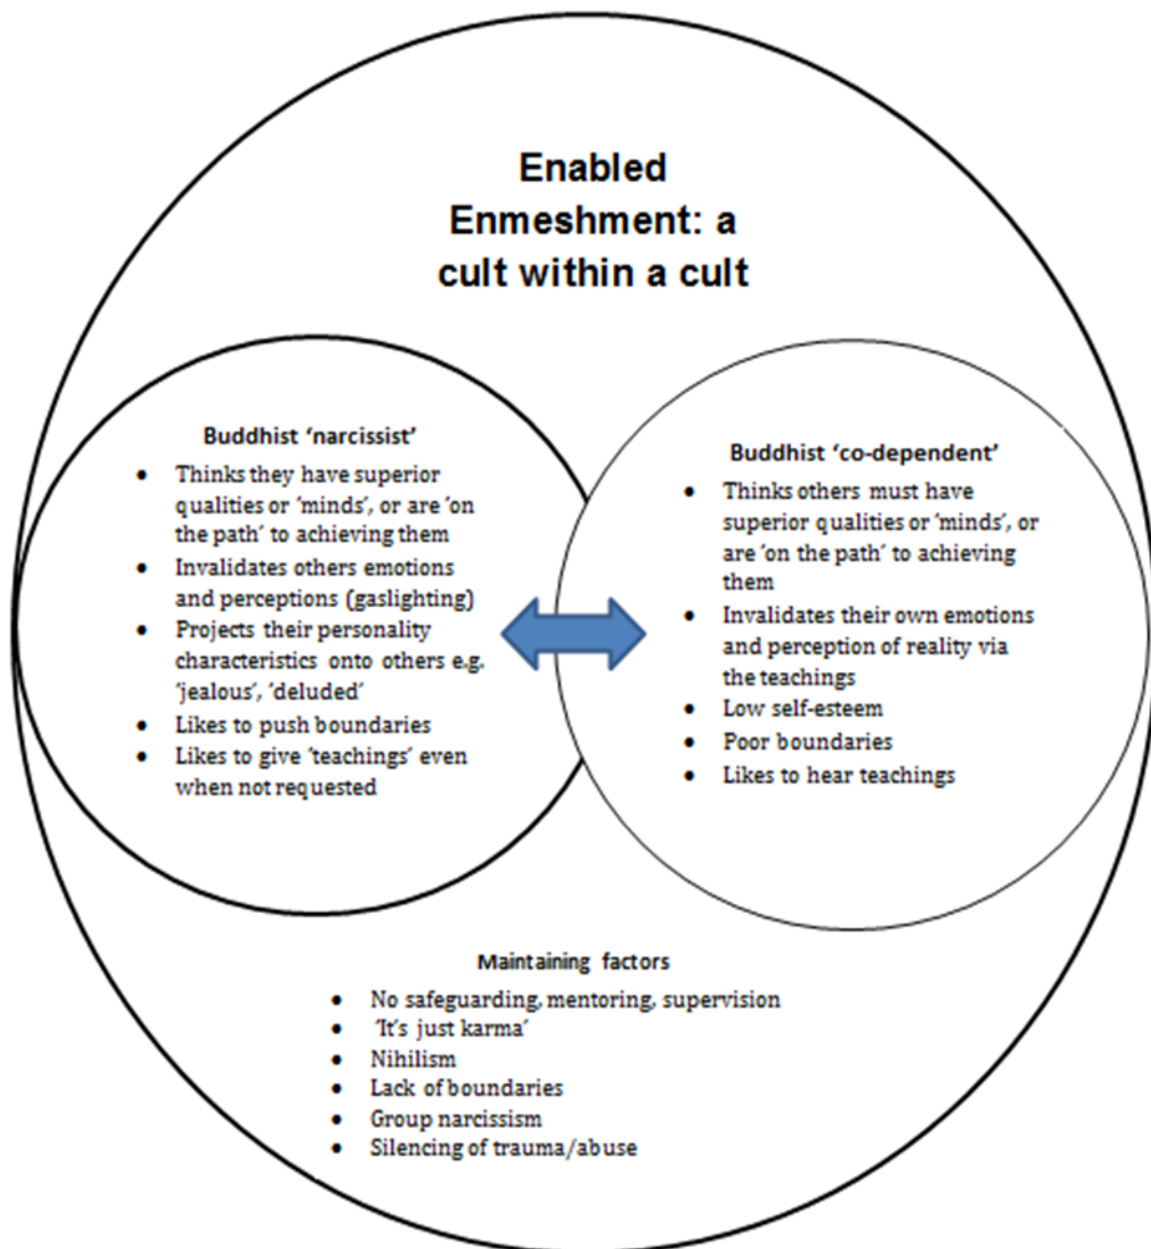 Enabled
Enmeshment: a
cult within a cult
Buddhist ‘narcissist’
• Thinks they have superior
qualities or ‘minds’, or are ‘on
the path’ to achieving them
• Invalidates others emotions
and perceptions (gaslighting)
• Projects their personality
characteristics onto others e.g.
‘jealous’, ‘deluded’
• Likes to push boundaries
• Likes to give ‘teachings’ even
when not requested
Buddhist ‘co-dependent’
• Thinks others must have
superior qualities or ‘minds’, or
are ‘on the path’ to achieving
them
• Invalidates their own emotions
and perception of reality via
the teachings
• Low self-esteem
• Poor boundaries
• Likes to hear teachings
Maintaining factors
• No safeguarding, mentoring, supervision
• ‘It’s just karma’
• Nihilism
• Lack of boundaries
• Group narcissism
• Silencing of trauma/abuse